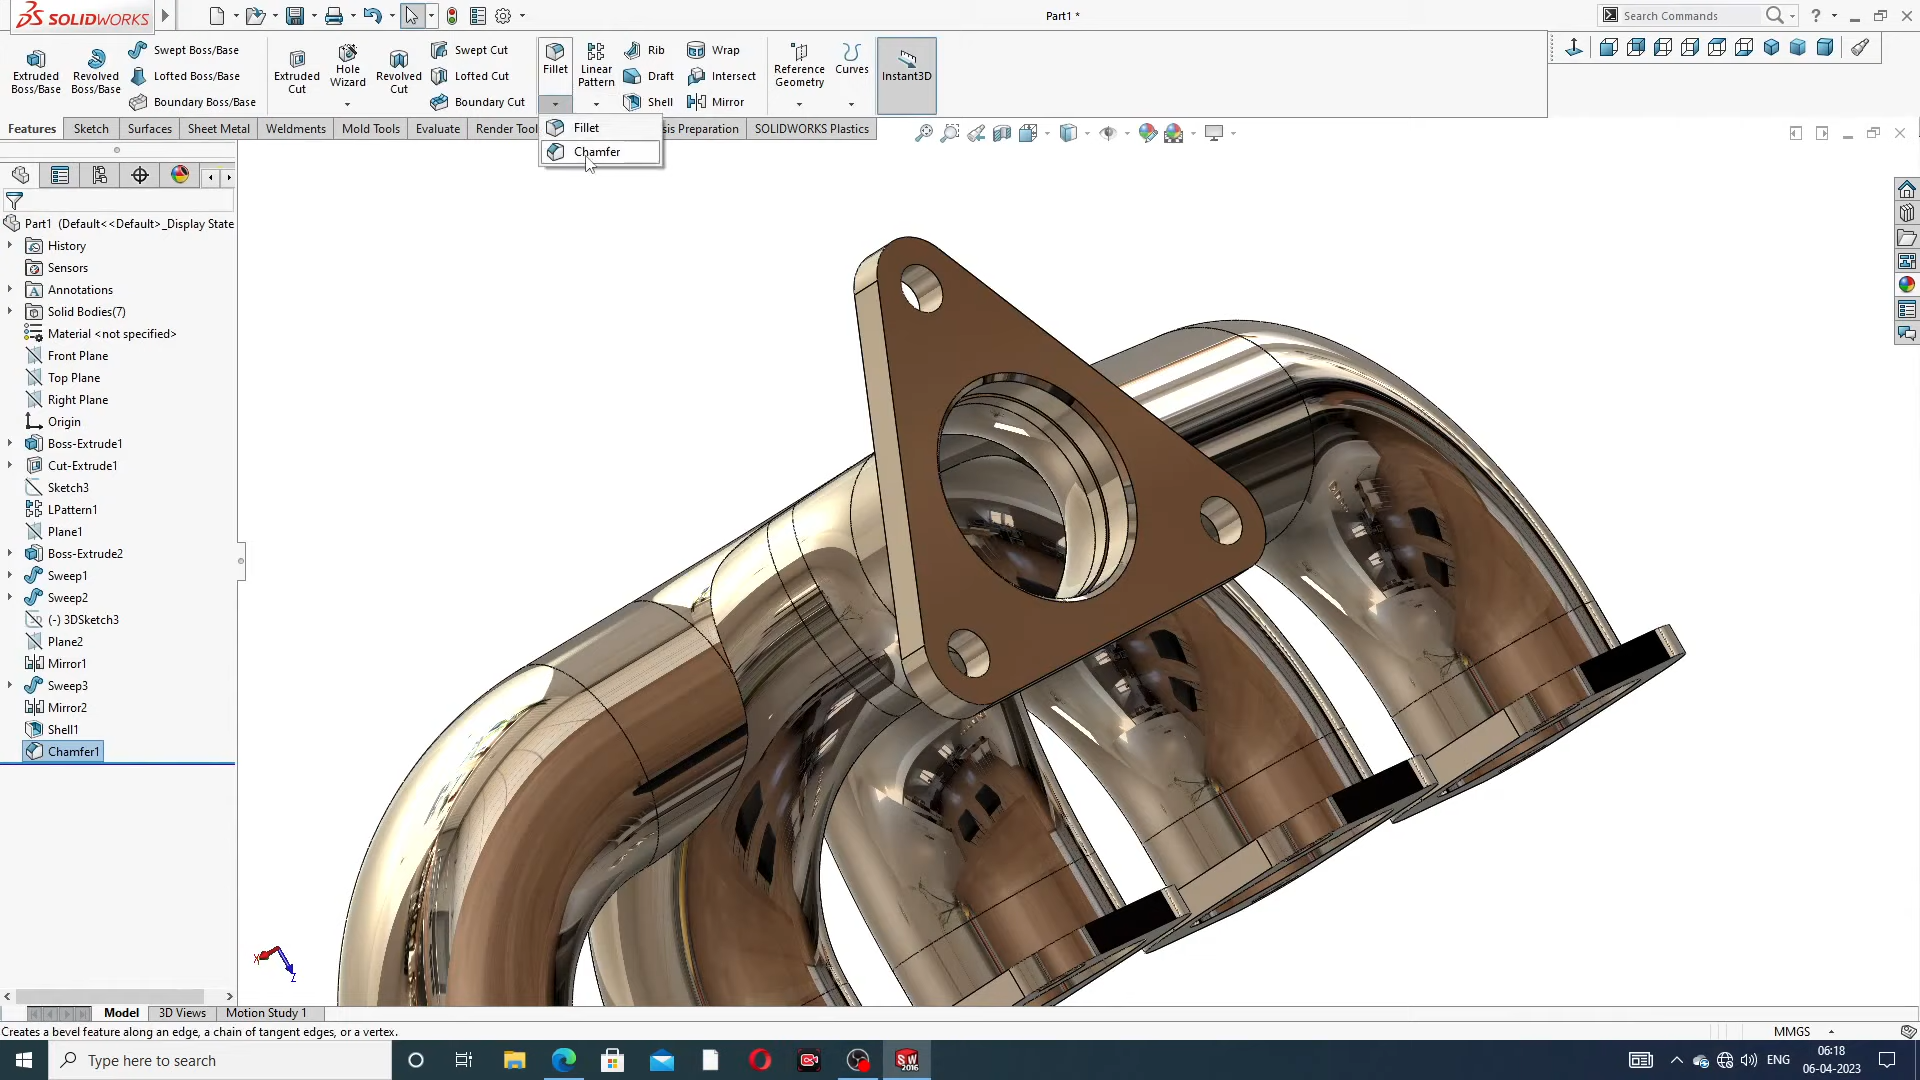 SOLIDWORKS
Part1 *
Search Commands
Extruded Boss/Base
Revolved Boss/Base
Swept Boss/Base
Lofted Boss/Base
Boundary Boss/Base
Extruded Cut
Hole Wizard
Revolved Cut
Swept Cut
Lofted Cut
Boundary Cut
Fillet
Linear Pattern
Rib
Draft
Shell
Wrap
Intersect
Mirror
Reference Geometry
Curves
Instant3D
Features
Sketch
Surfaces
Sheet Metal
Weldments
Mold Tools
Evaluate
Render Tool
sis Preparation
SOLIDWORKS Plastics
Fillet
Chamfer
Part1 (Default<<Default>_Display State
History
Sensors
Annotations
Solid Bodies(7)
Material <not specified>
Front Plane
Top Plane
Right Plane
Origin
Boss-Extrude1
Cut-Extrude1
Sketch3
LPattern1
Plane1
Boss-Extrude2
Sweep1
Sweep2
(-) 3DSketch3
Plane2
Mirror1
Sweep3
Mirror2
Shell1
Chamfer1
X
Z
Model
3D Views
Motion Study 1
Creates a bevel feature along an edge, a chain of tangent edges, or a vertex.
MMGS
Type here to search
SW
2016
ENG
06:18
06-04-2023